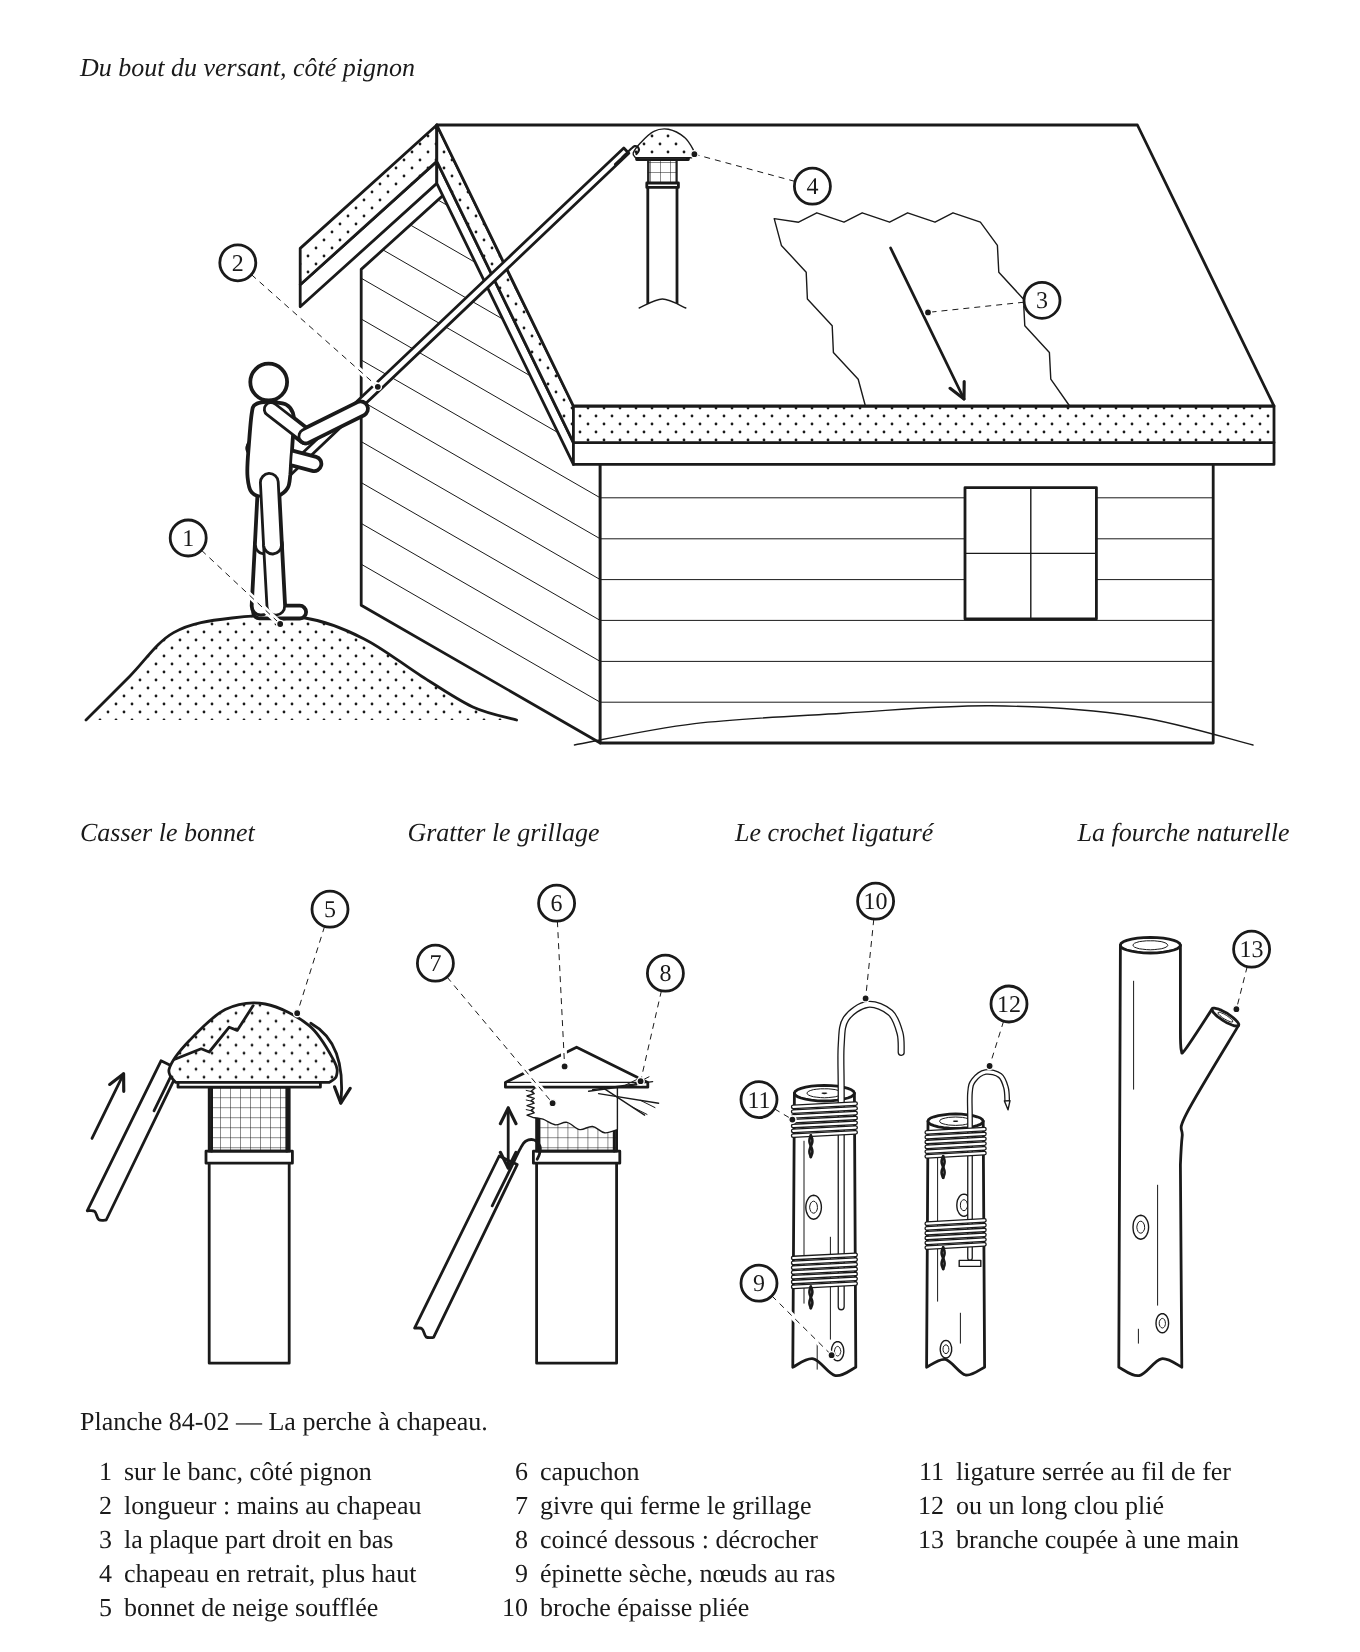 Du bout du versant, côté pignon
4
2
3
1
Casser le bonnet
Gratter le grillage
Le crochet ligaturé
La fourche naturelle
5
6
7
8
10
12
11
9
13
Planche 84-02 — La perche à chapeau.
1 sur le banc, côté pignon
2 longueur : mains au chapeau
3 la plaque part droit en bas
4 chapeau en retrait, plus haut
5 bonnet de neige soufflée
6 capuchon
7 givre qui ferme le grillage
8 coincé dessous : décrocher
9 épinette sèche, nœuds au ras
10 broche épaisse pliée
11 ligature serrée au fil de fer
12 ou un long clou plié
13 branche coupée à une main